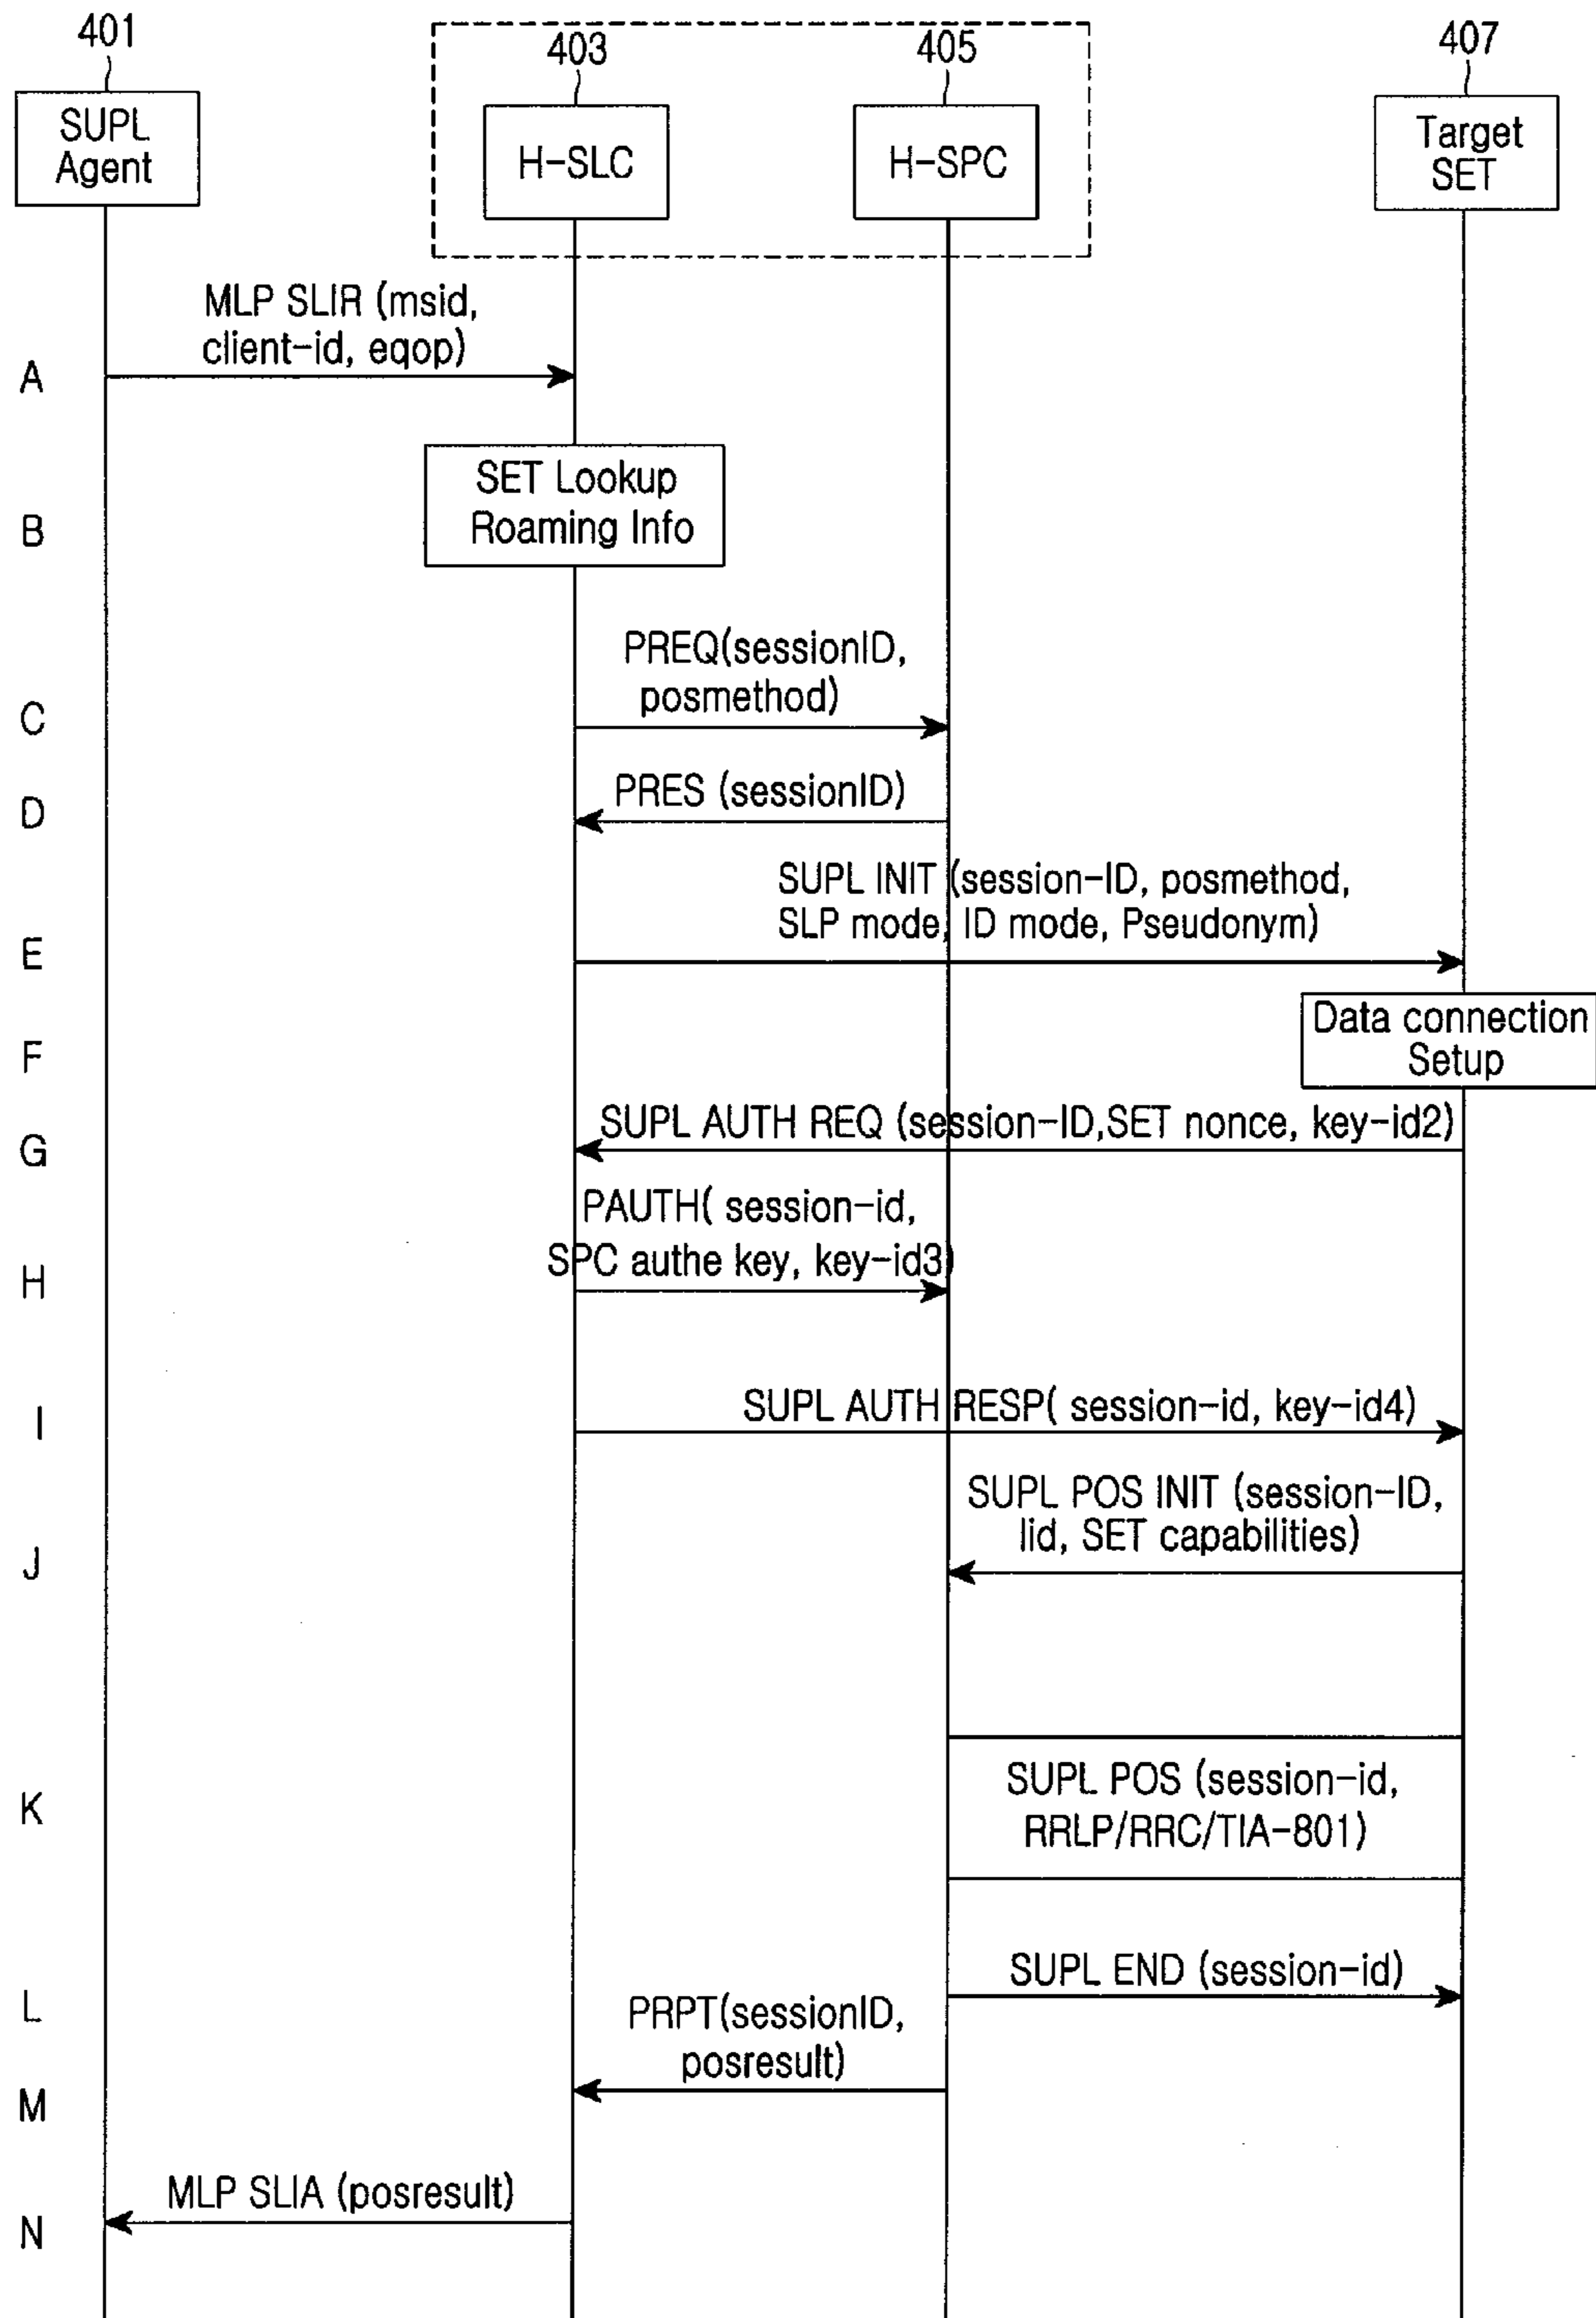 401
403
405
407
SUPL
Agent
H-SLC
H-SPC
Target
SET
MLP SLIR (msid,
client-id, eqop)
A
SET Lookup
Roaming Info
B
PREQ(sessionID,
posmethod)
C
PRES (sessionID)
D
SUPL INIT (session-ID, posmethod,
SLP mode, ID mode, Pseudonym)
E
Data connection
Setup
F
SUPL AUTH REQ (session-ID,SET nonce, key-id2)
G
PAUTH( session-id,
SPC authe key, key-id3)
H
SUPL AUTH RESP( session-id, key-id4)
I
SUPL POS INIT (session-ID,
lid, SET capabilities)
J
SUPL POS (session-id,
RRLP/RRC/TIA-801)
K
SUPL END (session-id)
L
PRPT(sessionID,
posresult)
M
MLP SLIA (posresult)
N